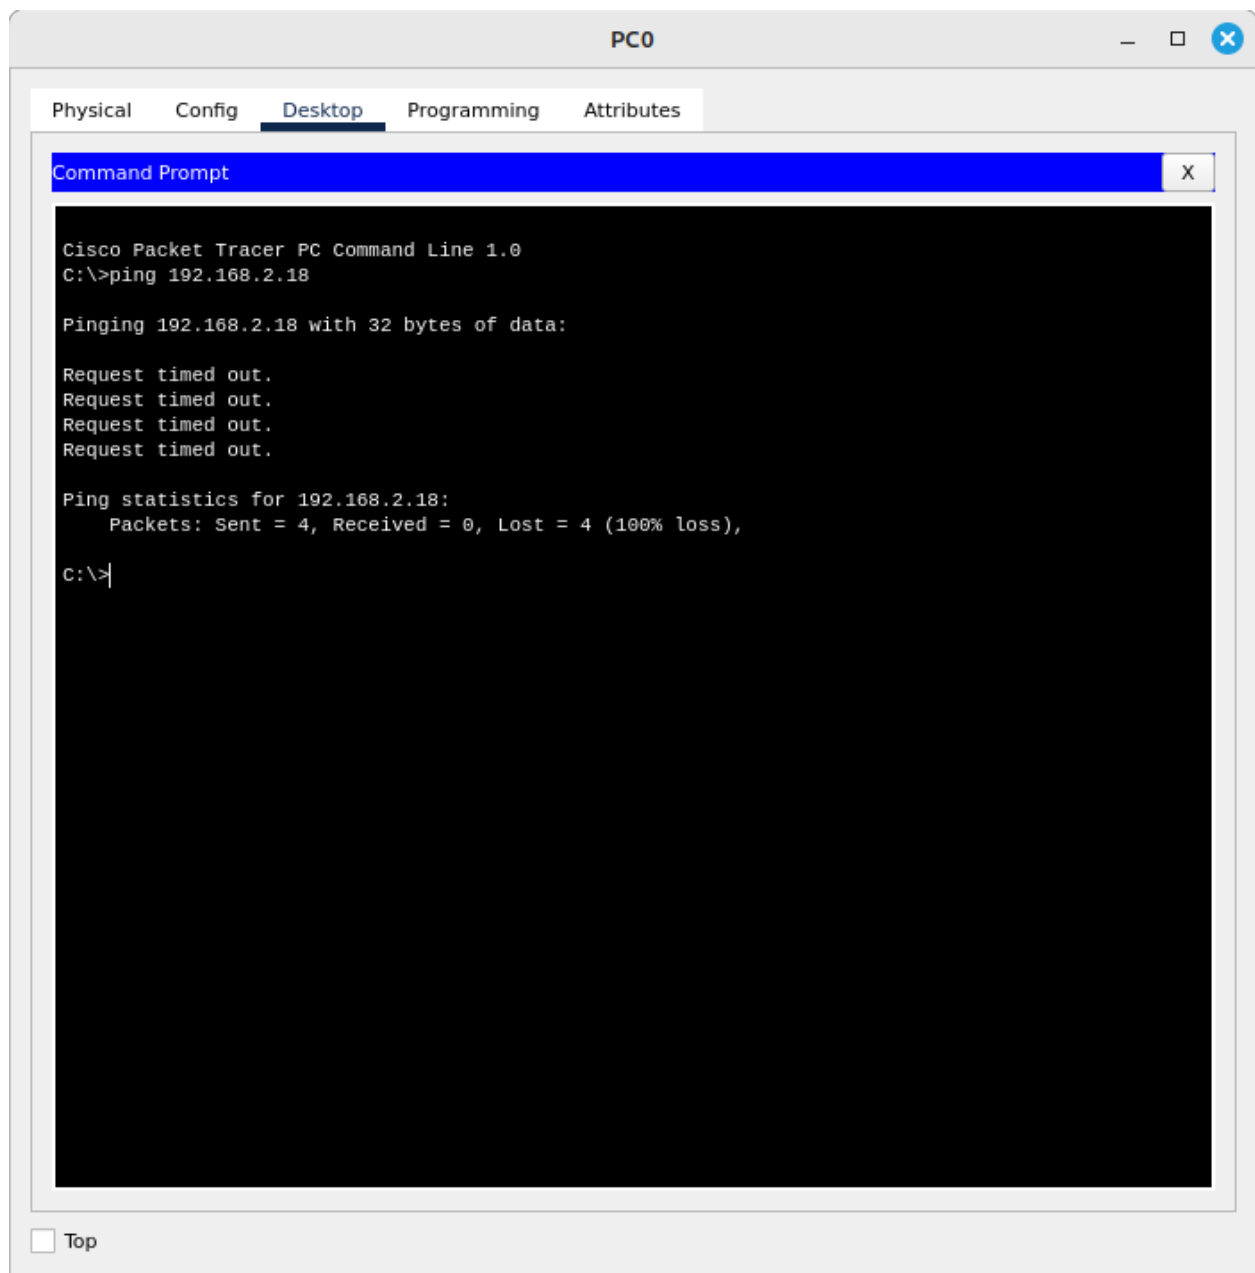 PC0
Physical Config Desktop Programming Attributes
Command Prompt
X
Cisco Packet Tracer PC Command Line 1.0
C:\>ping 192.168.2.18
Pinging 192.168.2.18 with 32 bytes of data:
Request timed out.
Request timed out.
Request timed out.
Request timed out.
Ping statistics for 192.168.2.18:
    Packets: Sent = 4, Received = 0, Lost = 4 (100% loss),
C:\>
Top